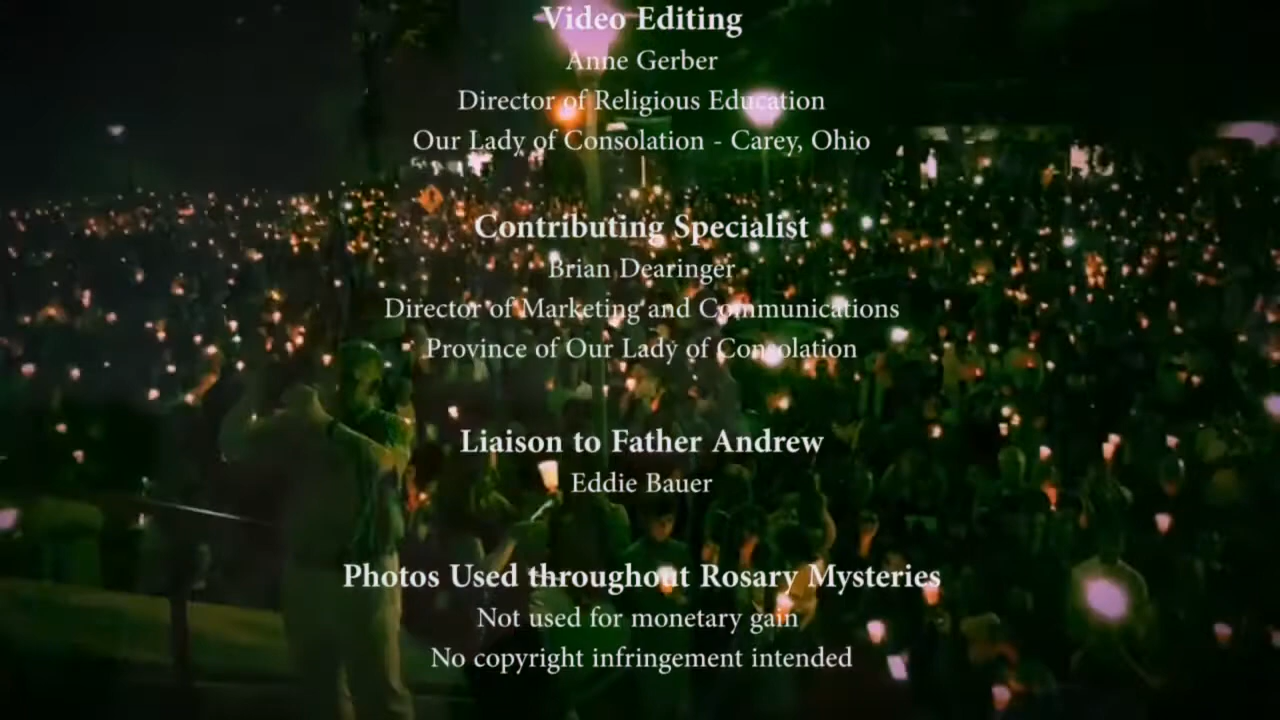 Video Editing
Anne Gerber
Director of Religious Education
Our Lady of Consolation - Carey, Ohio
Contributing Specialist
Brian Dearinger
Director of Marketing and Communications
Province of Our Lady of Consolation
Liaison to Father Andrew
Eddie Bauer
Photos Used throughout Rosary Mysteries
Not used for monetary gain
No copyright infringement intended